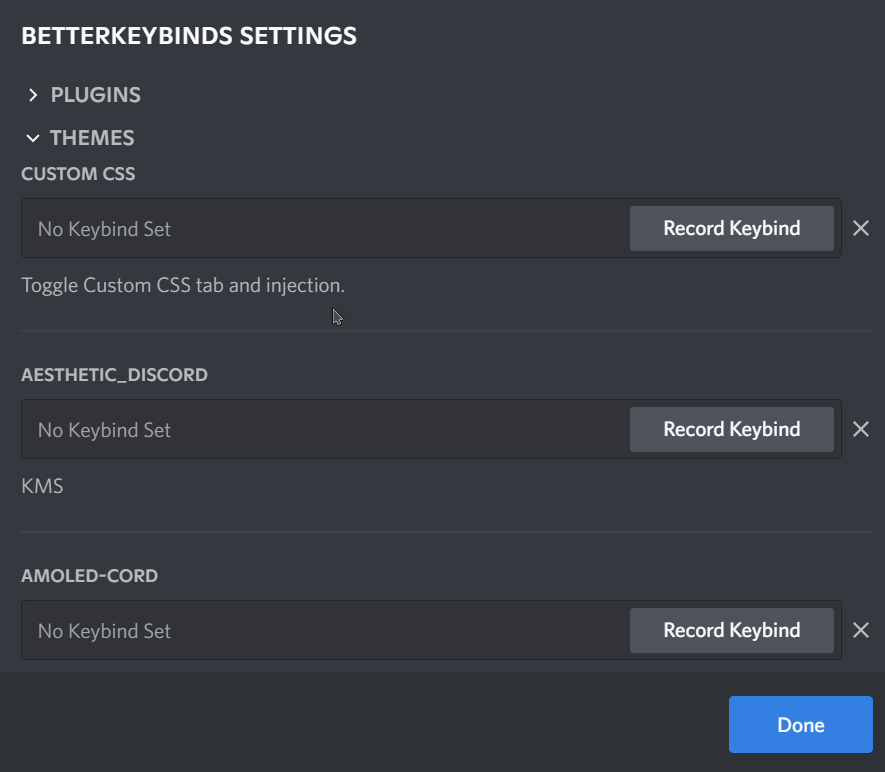 BETTERKEYBINDS SETTINGS
PLUGINS
THEMES
CUSTOM CSS
No Keybind Set Record Keybind
Toggle Custom CSS tab and injection.
AESTHETIC_DISCORD
No Keybind Set Record Keybind
KMS
AMOLED-CORD
No Keybind Set Record Keybind
Done